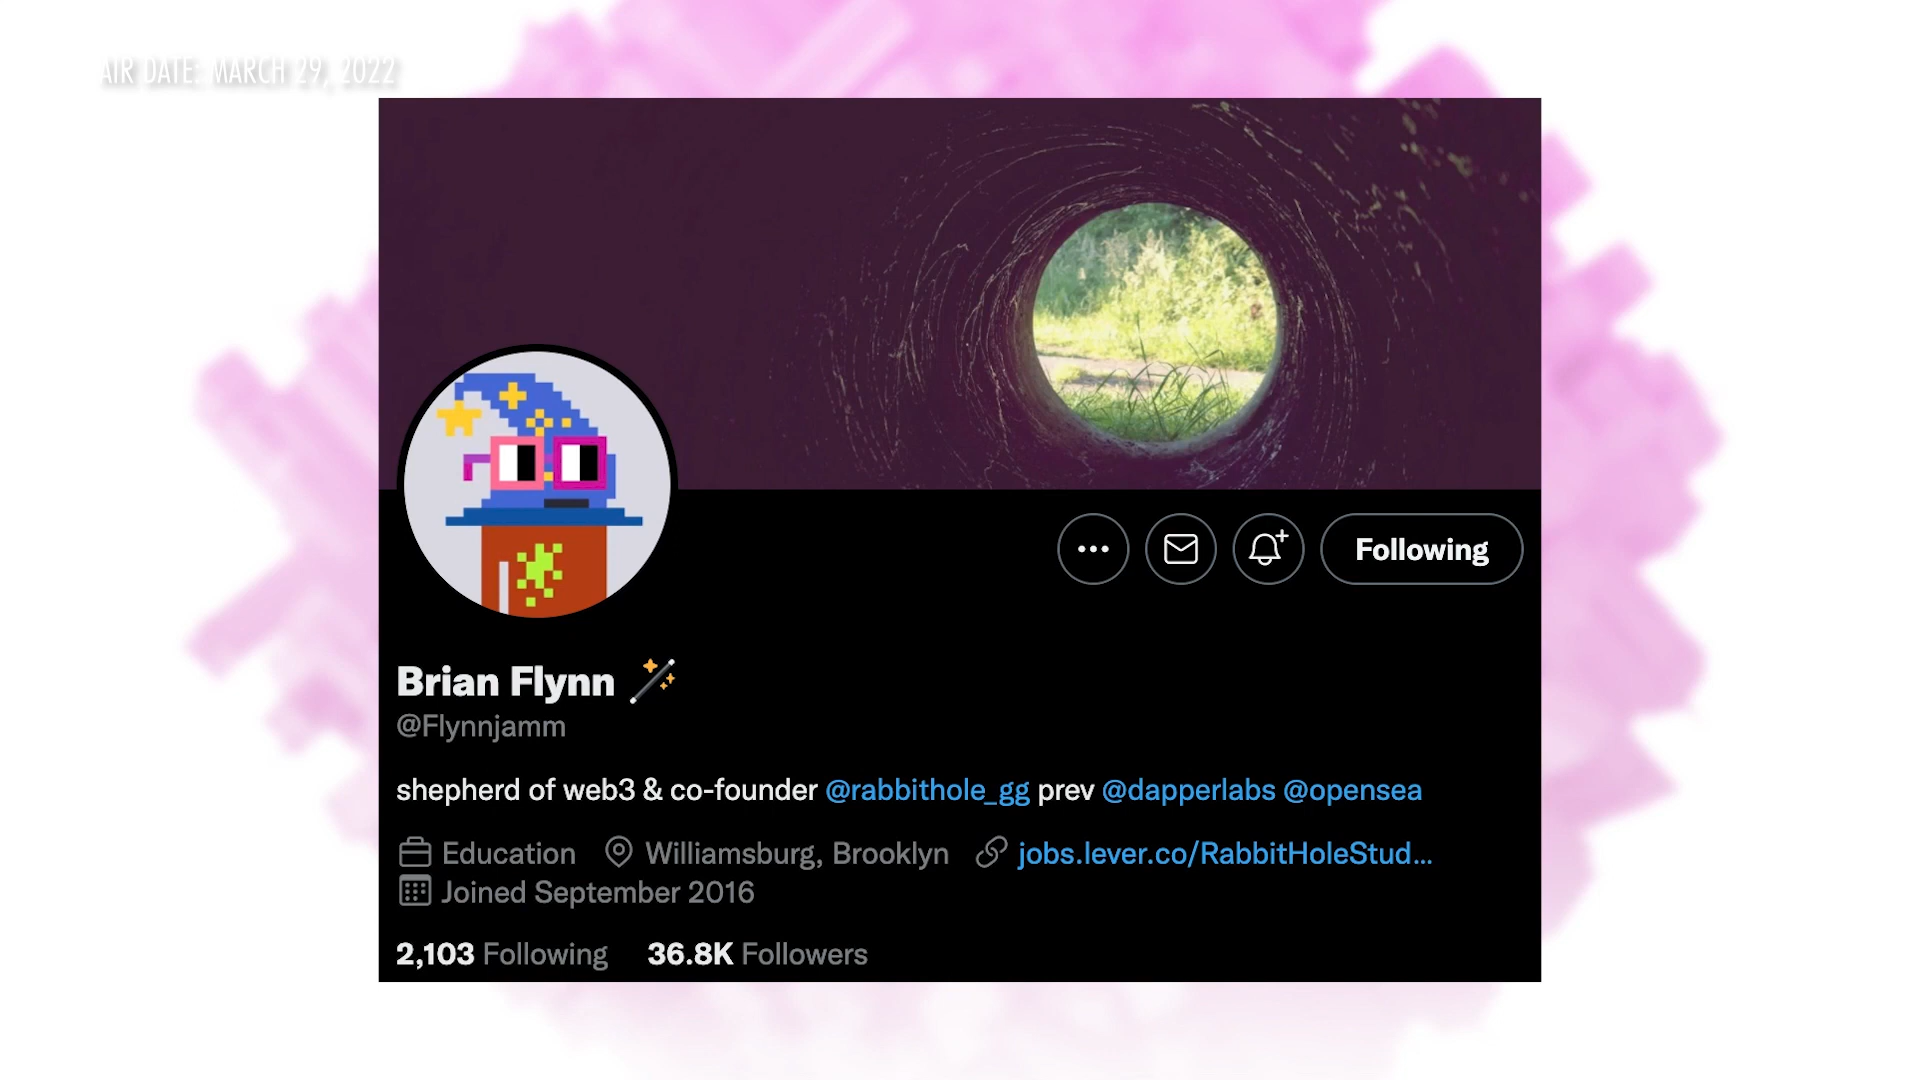 AIR DATE: MARCH 29, 2022
Following
Brian Flynn
@Flynnjamm
shepherd of web3 & co-founder @rabbithole_gg prev @dapperlabs @opensea
Education Williamsburg, Brooklyn jobs.lever.co/RabbitHoleStud...
Joined September 2016
2,103 Following 36.8K Followers